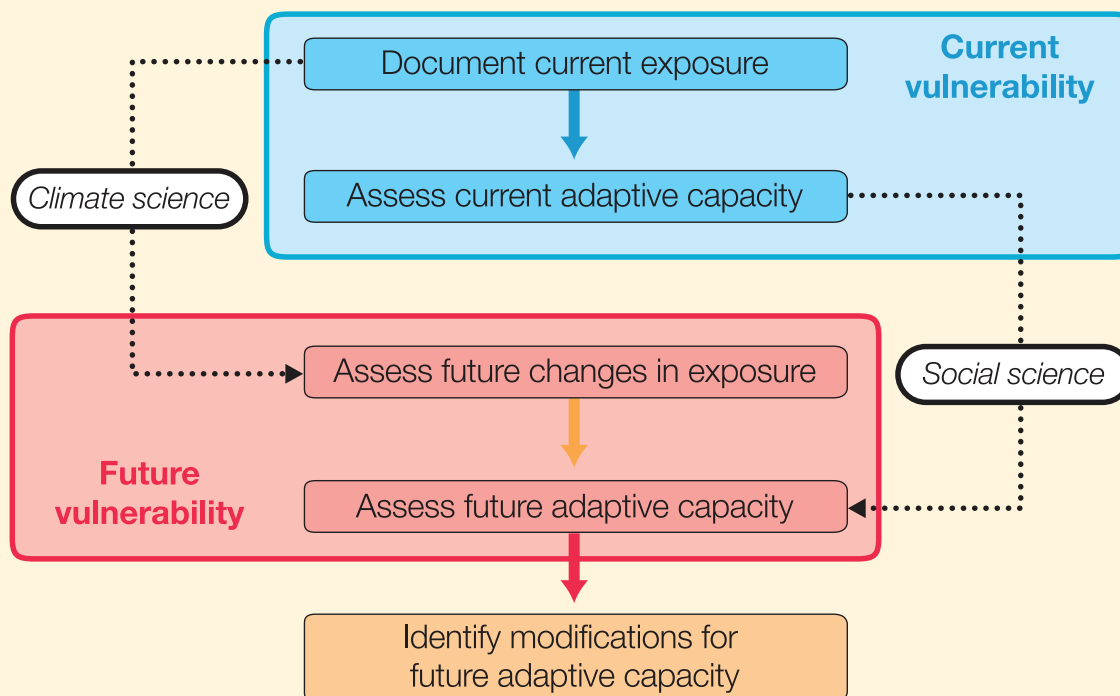 Document current exposure
Current
vulnerability
Climate science
Assess current adaptive capacity
Assess future changes in exposure
Social science
Future
vulnerability
Assess future adaptive capacity
Identify modifications for
future adaptive capacity